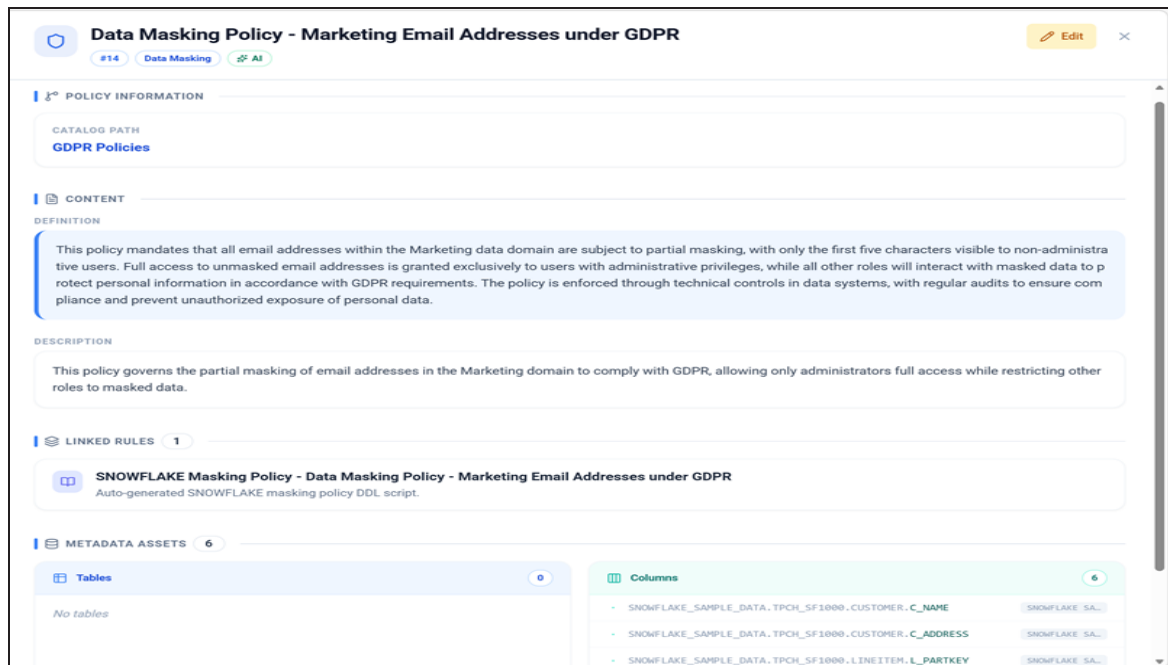 Data Masking Policy - Marketing Email Addresses under GDPR
Edit
#14
Data Masking
AI
POLICY INFORMATION
CATALOG PATH
GDPR Policies
CONTENT
DEFINITION
This policy mandates that all email addresses within the Marketing data domain are subject to partial masking, with only the first five characters visible to non-administra
tive users. Full access to unmasked email addresses is granted exclusively to users with administrative privileges, while all other roles will interact with masked data to p
rotect personal information in accordance with GDPR requirements. The policy is enforced through technical controls in data systems, with regular audits to ensure com
pliance and prevent unauthorized exposure of personal data.
DESCRIPTION
This policy governs the partial masking of email addresses in the Marketing domain to comply with GDPR, allowing only administrators full access while restricting other
roles to masked data.
LINKED RULES 1
SNOWFLAKE Masking Policy - Data Masking Policy - Marketing Email Addresses under GDPR
Auto-generated SNOWFLAKE masking policy DDL script.
METADATA ASSETS 6
Tables 0
No tables
Columns 6
SNOWFLAKE_SAMPLE_DATA.TPCH_SF1000.CUSTOMER.C_NAME SNOWFLAKE SA…
SNOWFLAKE_SAMPLE_DATA.TPCH_SF1000.CUSTOMER.C_ADDRESS SNOWFLAKE SA…
SNOWFLAKE_SAMPLE_DATA.TPCH_SF1000.LINEITEM.L_PARTKEY SNOWFLAKE SA…